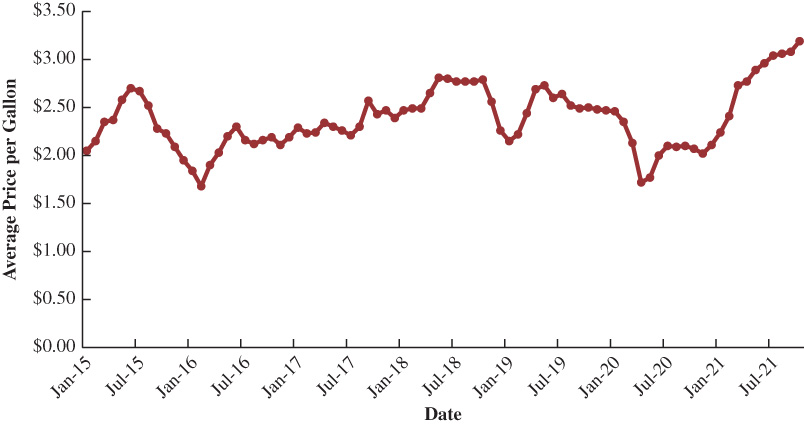 $3.50
$3.00
$2.50
$2.00
$1.50
$1.00
$0.50
$0.00
Average Price per Gallon
Jan-15
Jul-15
Jan-16
Jul-16
Jan-17
Jul-17
Jan-18
Jul-18
Jan-19
Jul-19
Jan-20
Jul-20
Jan-21
Jul-21
Date